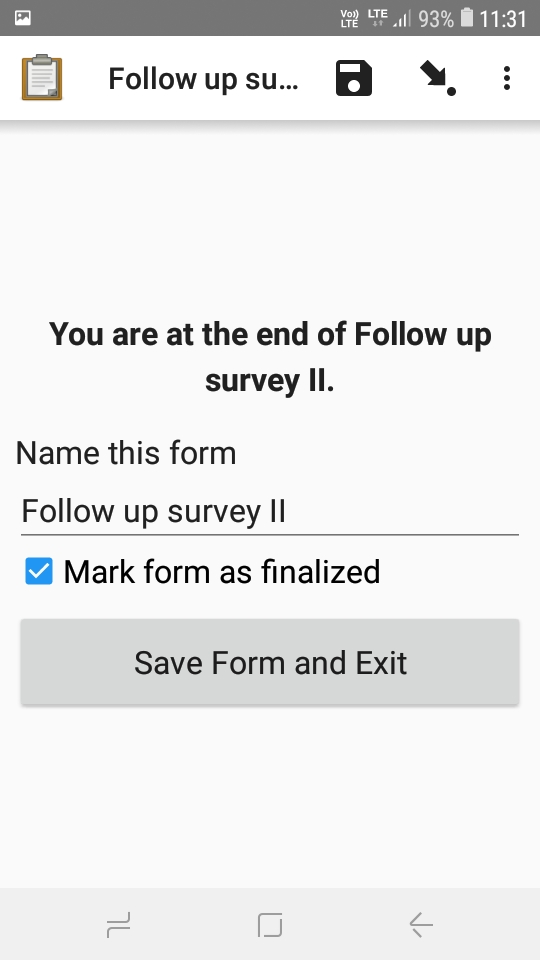 Vo)) LTE LTE 93% 11:31
Follow up su...
You are at the end of Follow up
survey II.
Name this form
Follow up survey II
Mark form as finalized
Save Form and Exit